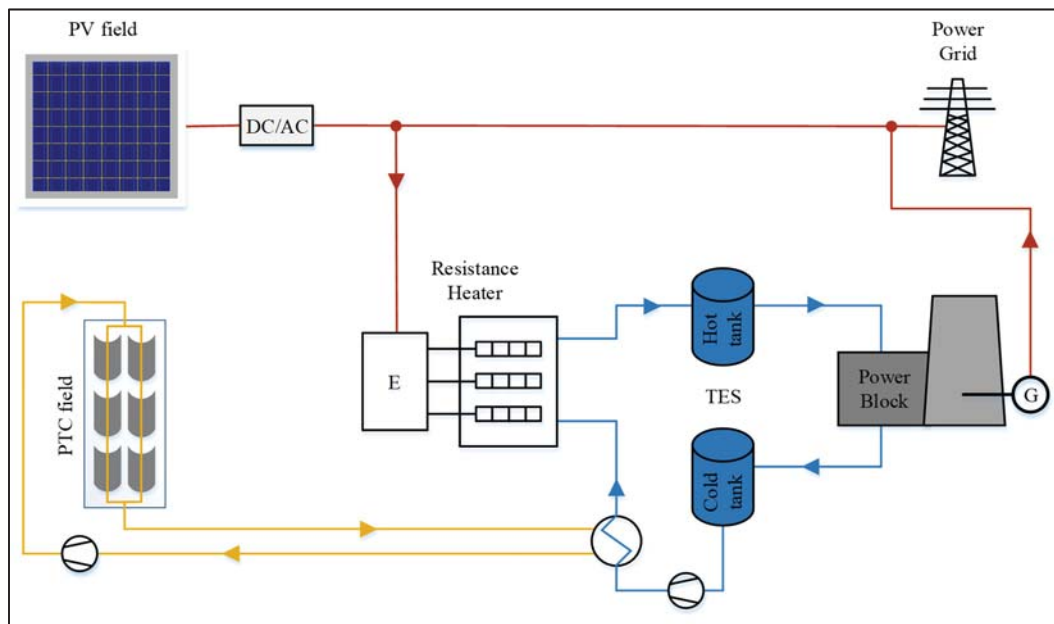 PV field
Power
Grid
DC/AC
Resistance
Heater
Hot
tank
E
Power
Block
G
TES
PTC field
Cold
tank